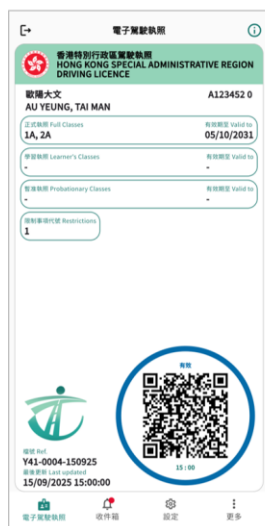 電子駕駛執照
香港特別行政區駕駛執照
HONG KONG SPECIAL ADMINISTRATIVE REGION
DRIVING LICENCE
歐陽大文
AU YEUNG, TAI MAN
A123452 0
正式執照 Full Classes
有效期至 Valid to
1A, 2A
05/10/2031
學習執照 Learner's Classes
有效期至 Valid to
-
-
暫准執照 Probationary Classes
有效期至 Valid to
-
-
限制事項代號 Restrictions
1
有效
15 : 00
編號 Ref.
Y41-0004-150925
最後更新 Last updated
15/09/2025 15:00:00
電子駕駛執照
收件箱
設定
更多